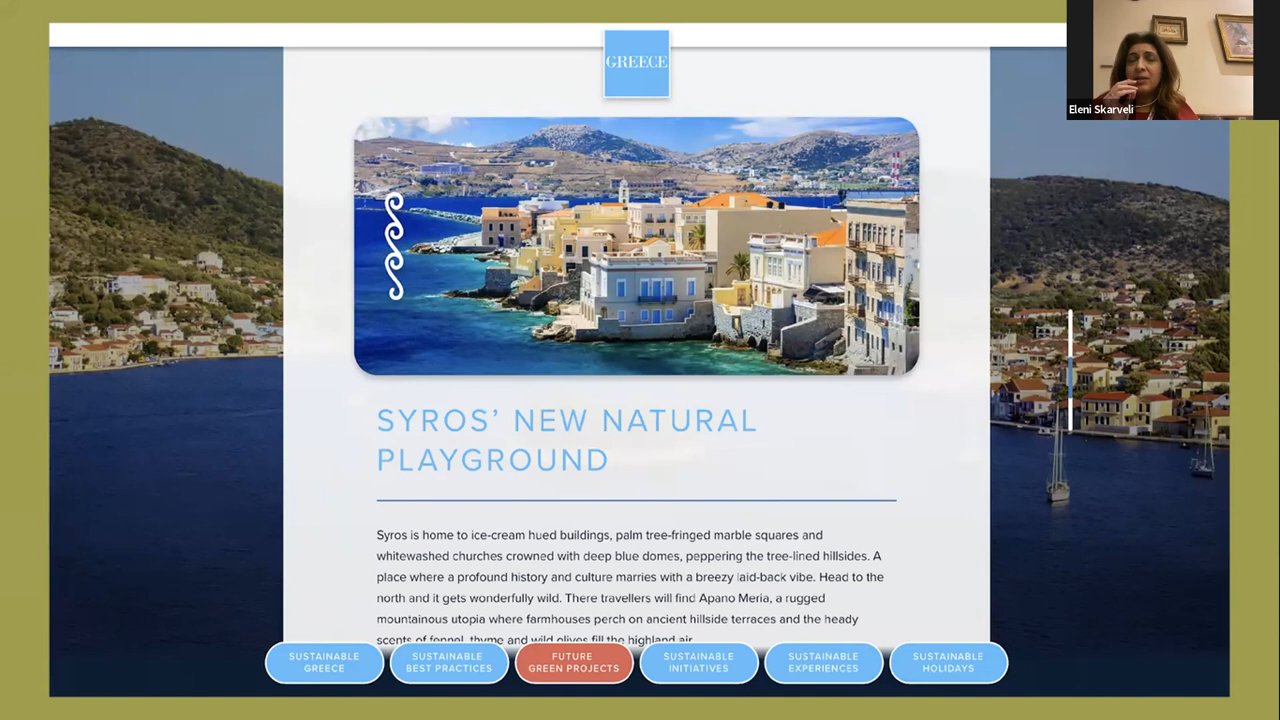 GREECE
Eleni Skarveli
SYROS’ NEW NATURAL
PLAYGROUND
Syros is home to ice-cream hued buildings, palm tree-fringed marble squares and
whitewashed churches crowned with deep blue domes, peppering the tree-lined hillsides. A
place where a profound history and culture marries with a breezy laid-back vibe. Head to the
north and it gets wonderfully wild. There travellers will find Apano Meria, a rugged
mountainous utopia where farmhouses perch on ancient hillside terraces and the heady
scents of fennel, thyme and wild olives fill the highland air.
SUSTAINABLE
GREECE
SUSTAINABLE
BEST PRACTICES
FUTURE
GREEN PROJECTS
SUSTAINABLE
INITIATIVES
SUSTAINABLE
EXPERIENCES
SUSTAINABLE
HOLIDAYS